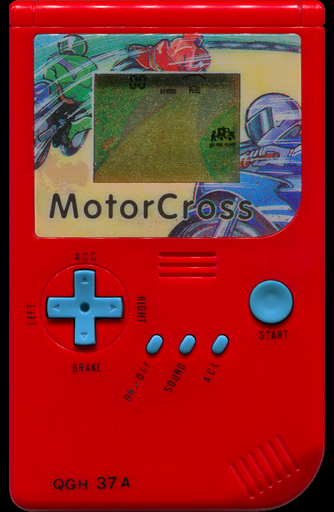 MotorCross
ACC
LEFT
RIGHT
BRAKE
START
ON/OFF
SOUND
ACL
QGH 37A